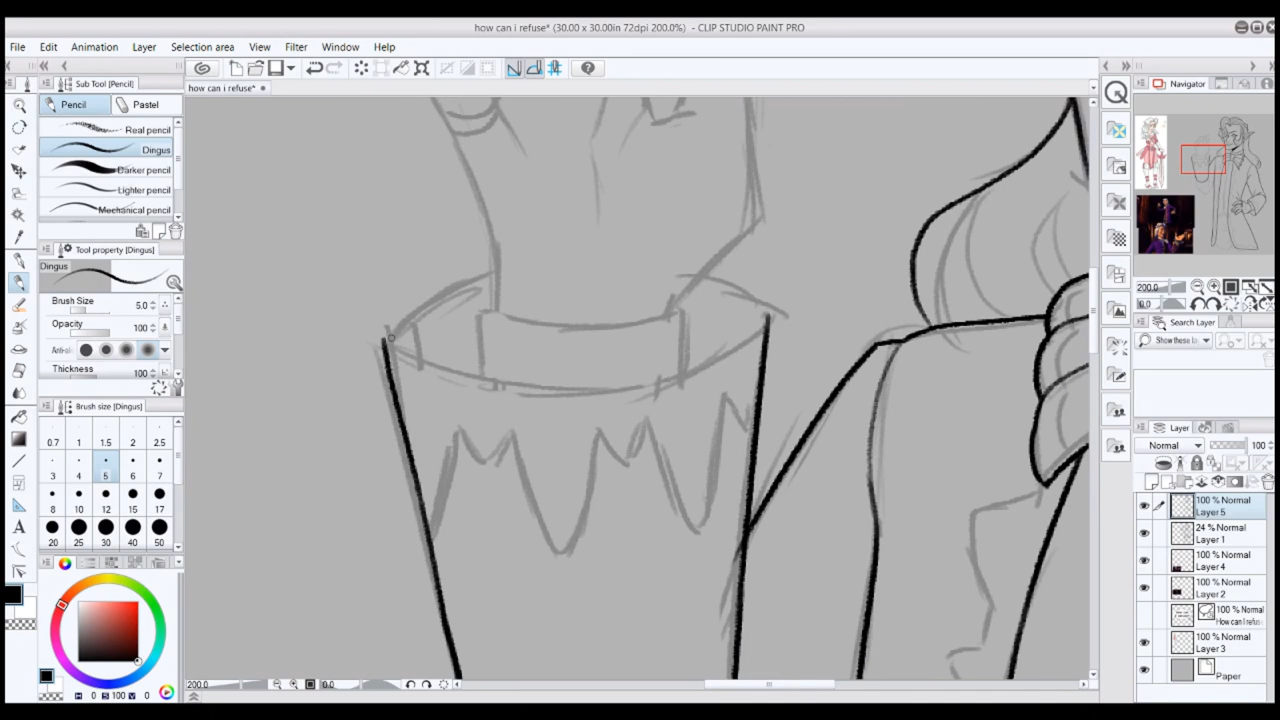 how can i refuse* (30.00 x 30.00in 72dpi 200.0%) - CLIP STUDIO PAINT PRO
File Edit Animation Layer Selection area View Filter Window Help
Sub Tool [Pencil]
how can i refuse*
Navigator
Pencil Pastel
Real pencil
Dingus
Darker pencil
Lighter pencil
Mechanical pencil
Tool property [Dingus]
Dingus
Brush Size 5.0
Opacity 100
Thickness 100
200.0
0.0
Search Layer
Show these la
Brush size [Dingus]
0.7 1 1.5 2 2.5
3 4 5 6 7
8 10 12 15 17
20 25 30 40 50
Layer
Normal 100
100 % Normal
Layer 5
24 % Normal
Layer 1
100 % Normal
Layer 4
100 % Normal
Layer 2
100 % Normal
How can I refus
100 % Normal
Layer 3
Paper
H 0 S 100 V 0
200.0 0.0